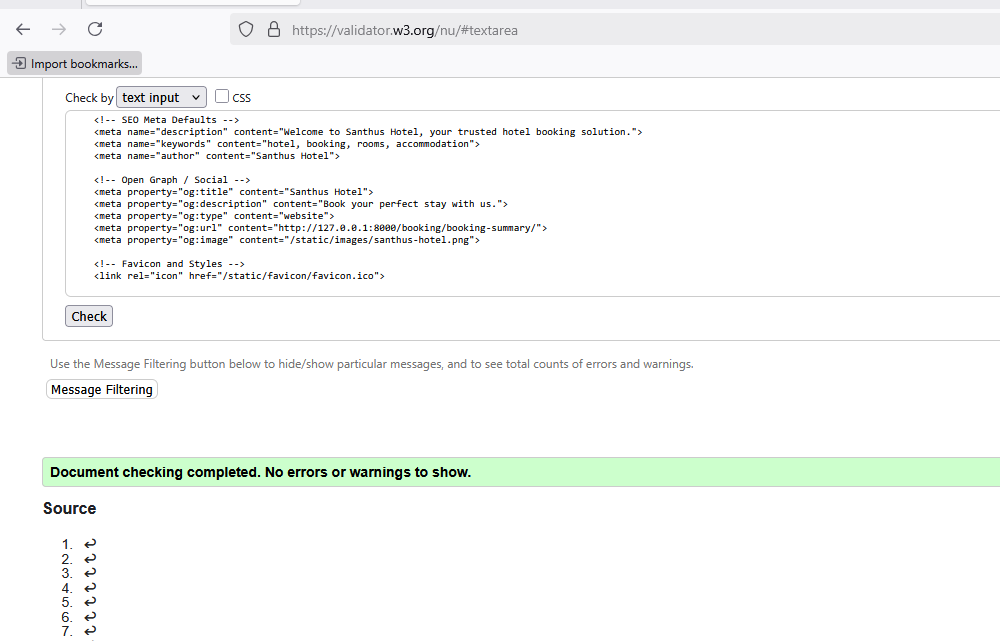 https://validator.w3.org/nu/#textarea
Import bookmarks...
Check by text input CSS
<!-- SEO Meta Defaults -->
<meta name="description" content="Welcome to Santhus Hotel, your trusted hotel booking solution.">
<meta name="keywords" content="hotel, booking, rooms, accommodation">
<meta name="author" content="Santhus Hotel">
<!-- Open Graph / Social -->
<meta property="og:title" content="Santhus Hotel">
<meta property="og:description" content="Book your perfect stay with us.">
<meta property="og:type" content="website">
<meta property="og:url" content="http://127.0.0.1:8000/booking/booking-summary/">
<meta property="og:image" content="/static/images/santhus-hotel.png">
<!-- Favicon and Styles -->
<link rel="icon" href="/static/favicon/favicon.ico">
Check
Use the Message Filtering button below to hide/show particular messages, and to see total counts of errors and warnings.
Message Filtering
Document checking completed. No errors or warnings to show.
Source
1. ↩
2. ↩
3. ↩
4. ↩
5. ↩
6. ↩
7. ↩